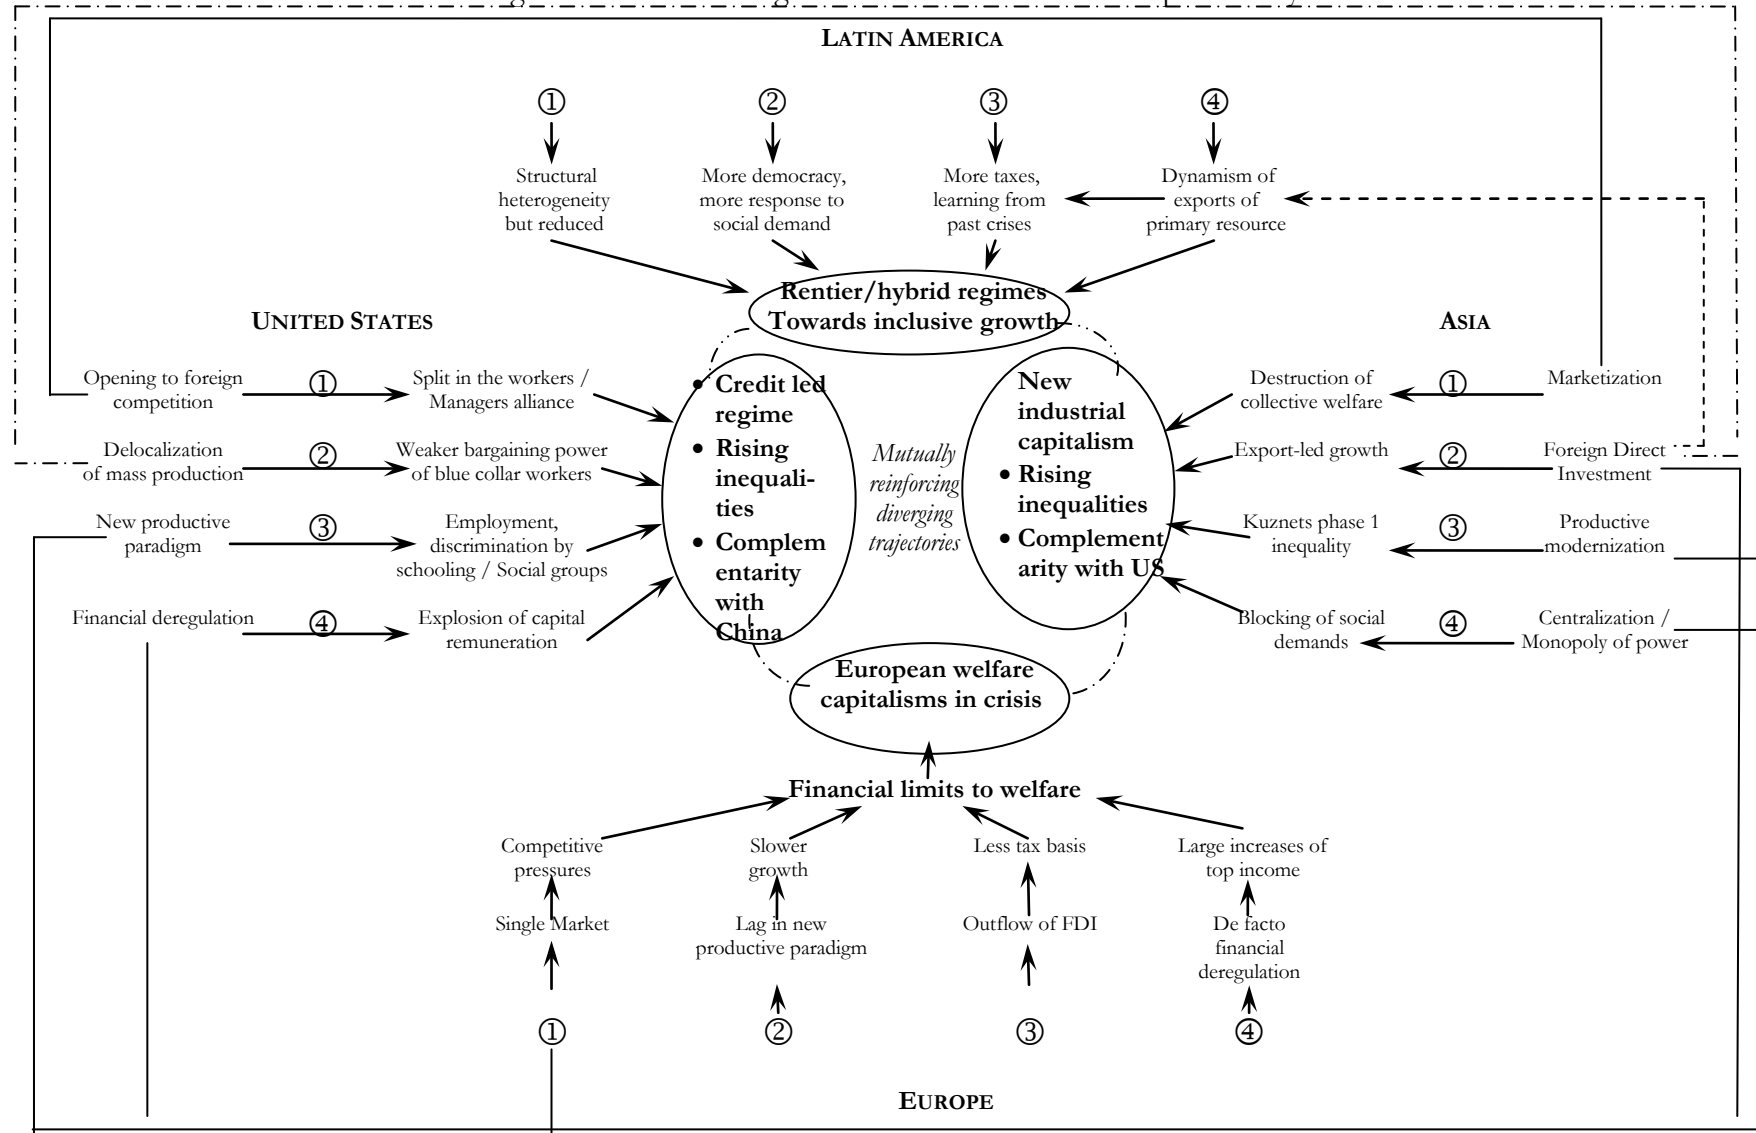 LATIN AMERICA
① ② ③ ④
Structural
heterogeneity
but reduced
More democracy,
more response to
social demand
More taxes,
learning from
past crises
Dynamism of
exports of
primary resource
Rentier/hybrid regimes
Towards inclusive growth
UNITED STATES
Opening to foreign
competition
①
Split in the workers /
Managers alliance
Delocalization
of mass production
②
Weaker bargaining power
of blue collar workers
New productive
paradigm
③
Employment,
discrimination by
schooling / Social groups
Financial deregulation
④
Explosion of capital
remuneration
• Credit led
regime
• Rising
inequali-
ties
• Complem
entarity
with
China
Mutually
reinforcing
diverging
trajectories
New
industrial
capitalism
• Rising
inequalities
• Complement
arity with US
ASIA
Destruction of
collective welfare
①
Marketization
Export-led growth
②
Foreign Direct
Investment
Kuznets phase 1
inequality
③
Productive
modernization
Blocking of social
demands
④
Centralization /
Monopoly of power
European welfare
capitalisms in crisis
Financial limits to welfare
Competitive
pressures
Slower
growth
Less tax basis
Large increases of
top income
Single Market
Lag in new
productive paradigm
Outflow of FDI
De facto
financial
deregulation
① ② ③ ④
EUROPE